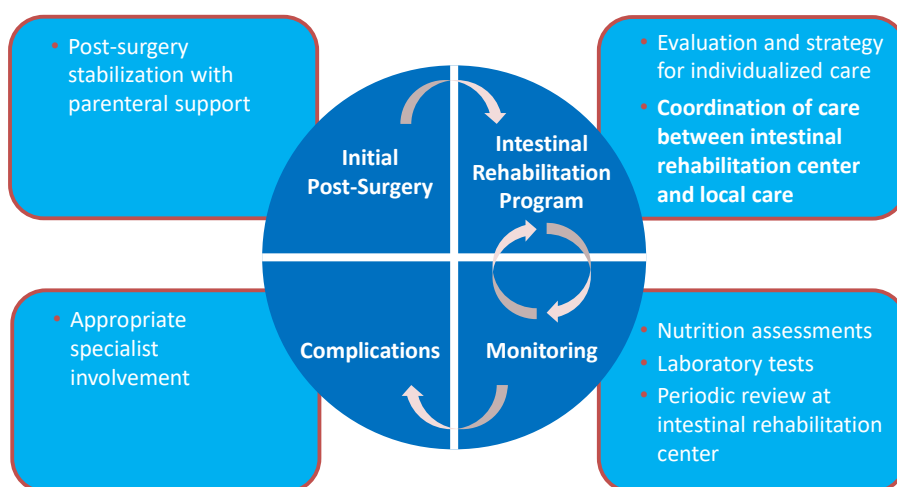 • Post-surgery
stabilization with
parenteral support
• Evaluation and strategy
for individualized care
• Coordination of care
between intestinal
rehabilitation center
and local care
Initial
Post-Surgery
Intestinal
Rehabilitation
Program
Complications
Monitoring
• Appropriate
specialist
involvement
• Nutrition assessments
• Laboratory tests
• Periodic review at
intestinal rehabilitation
center